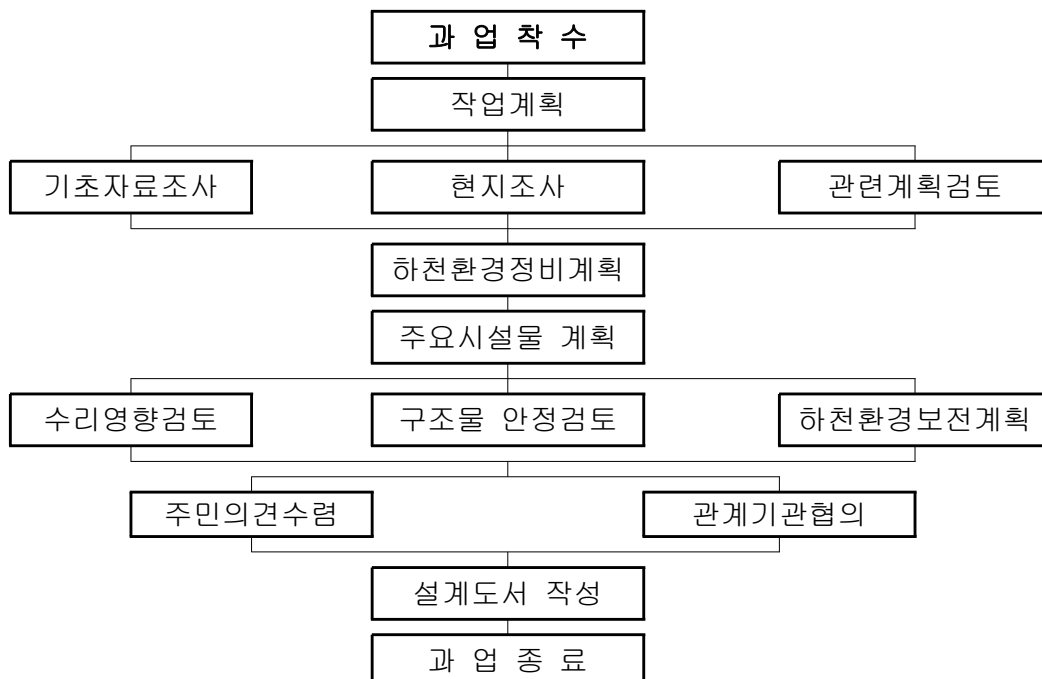 과 업 착 수
작업계획
기초자료조사 현지조사 관련계획검토
하천환경정비계획
주요시설물 계획
수리영향검토 구조물 안정검토 하천환경보전계획
주민의견수렴 관계기관협의
설계도서 작성
과 업 종 료